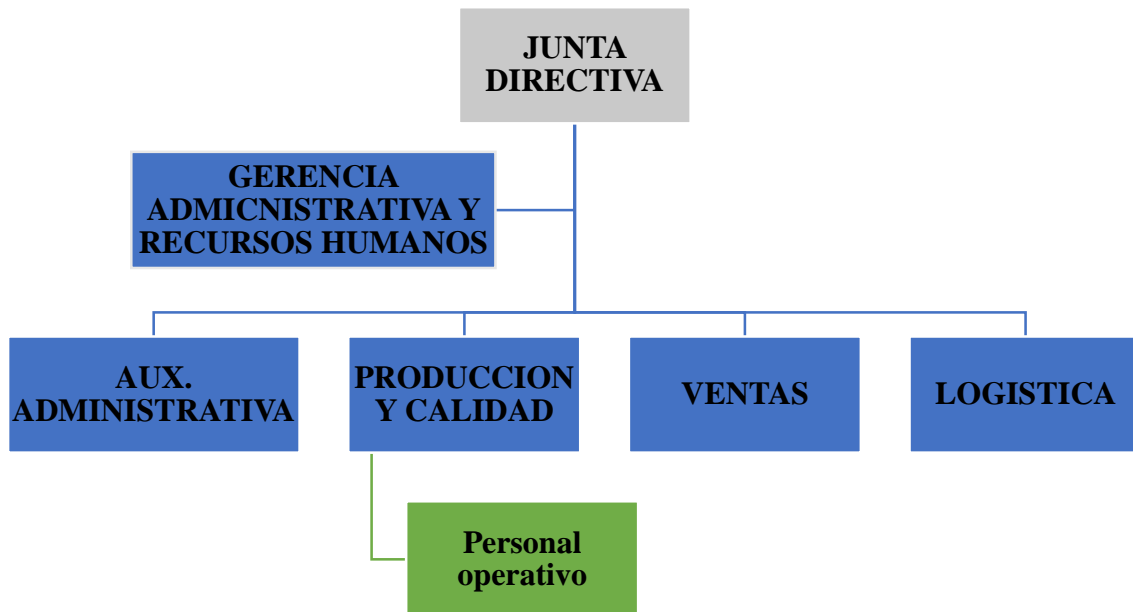 JUNTA
DIRECTIVA
GERENCIA
ADMICNISTRATIVA Y
RECURSOS HUMANOS
AUX.
ADMINISTRATIVA
PRODUCCION
Y CALIDAD
VENTAS
LOGISTICA
Personal
operativo